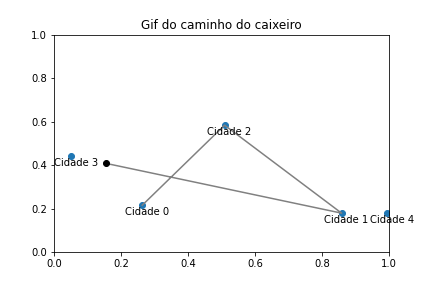 Gif do caminho do caixeiro
1.0
0.8
0.6
0.4
0.2
0.0
Cidade 2
Cidade 3
Cidade 0
Cidade 1
Cidade 4
0.0 0.2 0.4 0.6 0.8 1.0